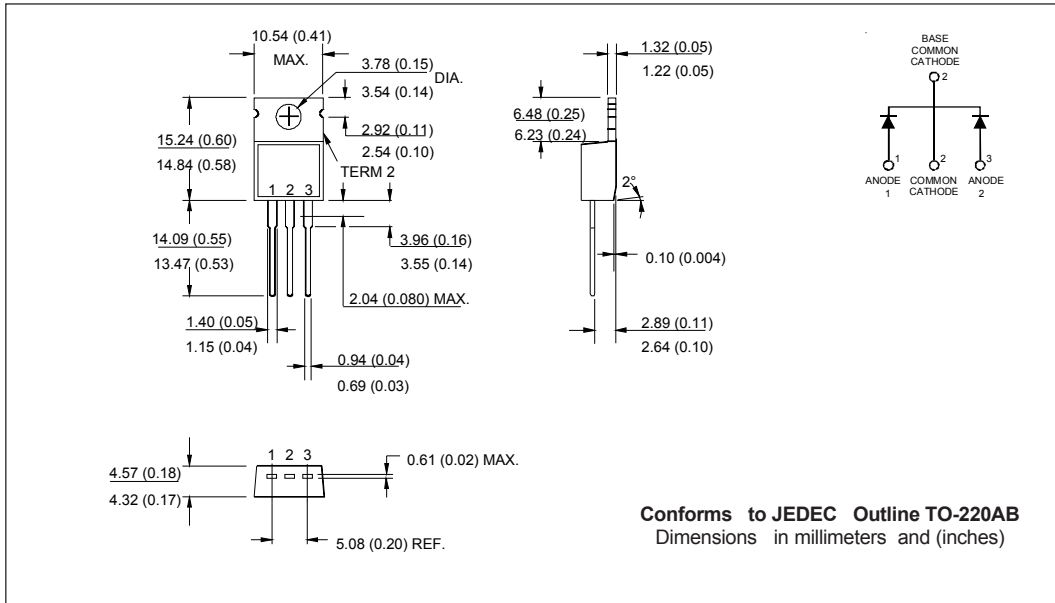 10.54 (0.41)
MAX.
3.78 (0.15)
3.54 (0.14)
DIA.
2.92 (0.11)
2.54 (0.10)
TERM 2
15.24 (0.60)
14.84 (0.58)
1 2 3
14.09 (0.55)
13.47 (0.53)
3.96 (0.16)
3.55 (0.14)
2.04 (0.080) MAX.
1.40 (0.05)
1.15 (0.04)
0.94 (0.04)
0.69 (0.03)
1.32 (0.05)
1.22 (0.05)
6.48 (0.25)
6.23 (0.24)
2°
0.10 (0.004)
2.89 (0.11)
2.64 (0.10)
BASE
COMMON
CATHODE
2
1 2 3
ANODE COMMON ANODE
1 CATHODE 2
1 2 3
4.57 (0.18)
4.32 (0.17)
0.61 (0.02) MAX.
5.08 (0.20) REF.
Conforms to JEDEC Outline TO-220AB
Dimensions in millimeters and (inches)